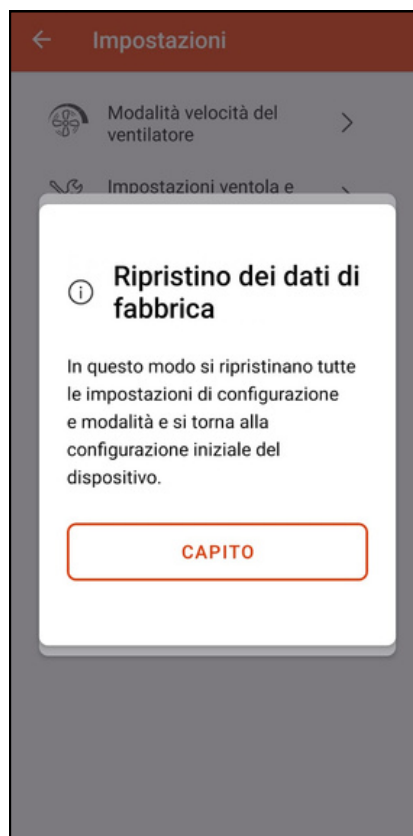 Impostazioni
Modalità velocità del
ventilatore
Impostazioni ventola e
Ripristino dei dati di
fabbrica
In questo modo si ripristinano tutte
le impostazioni di configurazione
e modalità e si torna alla
configurazione iniziale del
dispositivo.
CAPITO